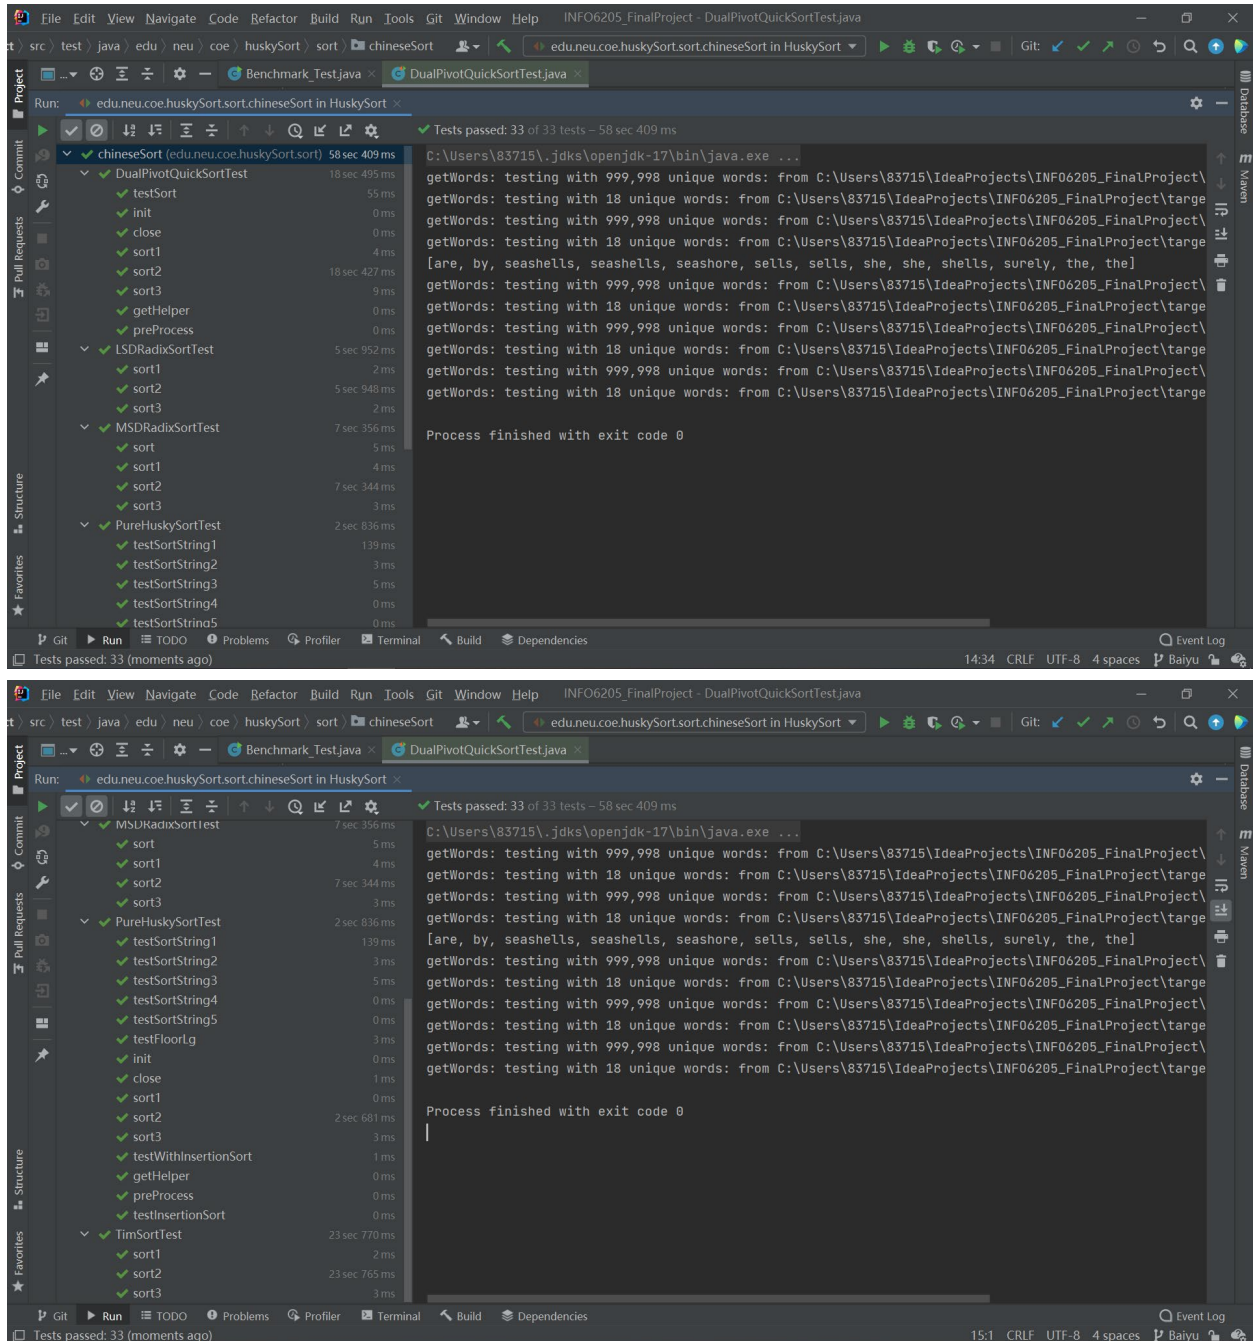 File Edit View Navigate Code Refactor Build Run Tools Git Window Help INFO6205_FinalProject - DualPivotQuickSortTest.java
src › test › java › edu › neu › coe › huskySort › sort › chineseSort edu.neu.coe.huskySort.sort.chineseSort in HuskySort Git:
Benchmark_Test.java × DualPivotQuickSortTest.java ×
Run: edu.neu.coe.huskySort.sort.chineseSort in HuskySort ×
Tests passed: 33 of 33 tests – 58 sec 409 ms
chineseSort (edu.neu.coe.huskySort.sort) 58 sec 409 ms
DualPivotQuickSortTest 18 sec 495 ms
testSort 55 ms
init 0 ms
close 0 ms
sort1 4 ms
sort2 18 sec 427 ms
sort3 9 ms
getHelper 0 ms
preProcess 0 ms
LSDRadixSortTest 5 sec 952 ms
sort1 2 ms
sort2 5 sec 948 ms
sort3 2 ms
MSDRadixSortTest 7 sec 356 ms
sort 5 ms
sort1 4 ms
sort2 7 sec 344 ms
sort3 3 ms
PureHuskySortTest 2 sec 836 ms
testSortString1 139 ms
testSortString2 3 ms
testSortString3 5 ms
testSortString4 0 ms
testSortString5 0 ms
C:\Users\83715\.jdks\openjdk-17\bin\java.exe ...
getWords: testing with 999,998 unique words: from C:\Users\83715\IdeaProjects\INFO6205_FinalProject\
getWords: testing with 18 unique words: from C:\Users\83715\IdeaProjects\INFO6205_FinalProject\targe
getWords: testing with 999,998 unique words: from C:\Users\83715\IdeaProjects\INFO6205_FinalProject\
getWords: testing with 18 unique words: from C:\Users\83715\IdeaProjects\INFO6205_FinalProject\targe
[are, by, seashells, seashells, seashore, sells, sells, she, she, shells, surely, the, the]
getWords: testing with 999,998 unique words: from C:\Users\83715\IdeaProjects\INFO6205_FinalProject\
getWords: testing with 18 unique words: from C:\Users\83715\IdeaProjects\INFO6205_FinalProject\targe
getWords: testing with 999,998 unique words: from C:\Users\83715\IdeaProjects\INFO6205_FinalProject\
getWords: testing with 18 unique words: from C:\Users\83715\IdeaProjects\INFO6205_FinalProject\targe
getWords: testing with 999,998 unique words: from C:\Users\83715\IdeaProjects\INFO6205_FinalProject\
getWords: testing with 18 unique words: from C:\Users\83715\IdeaProjects\INFO6205_FinalProject\targe
Process finished with exit code 0
Project
Commit
Pull Requests
Structure
Favorites
Database
Maven
Git Run TODO Problems Profiler Terminal Build Dependencies Event Log
Tests passed: 33 (moments ago) 14:34 CRLF UTF-8 4 spaces Baiyu
File Edit View Navigate Code Refactor Build Run Tools Git Window Help INFO6205_FinalProject - DualPivotQuickSortTest.java
src › test › java › edu › neu › coe › huskySort › sort › chineseSort edu.neu.coe.huskySort.sort.chineseSort in HuskySort Git:
Benchmark_Test.java × DualPivotQuickSortTest.java ×
Run: edu.neu.coe.huskySort.sort.chineseSort in HuskySort ×
Tests passed: 33 of 33 tests – 58 sec 409 ms
MSDRadixSortTest 7 sec 356 ms
sort 5 ms
sort1 4 ms
sort2 7 sec 344 ms
sort3 3 ms
PureHuskySortTest 2 sec 836 ms
testSortString1 139 ms
testSortString2 3 ms
testSortString3 5 ms
testSortString4 0 ms
testSortString5 0 ms
testFloorLg 3 ms
init 0 ms
close 1 ms
sort1 0 ms
sort2 2 sec 681 ms
sort3 3 ms
testWithInsertionSort 1 ms
getHelper 0 ms
preProcess 0 ms
testInsertionSort 0 ms
TimSortTest 23 sec 770 ms
sort1 2 ms
sort2 23 sec 765 ms
sort3 3 ms
C:\Users\83715\.jdks\openjdk-17\bin\java.exe ...
getWords: testing with 999,998 unique words: from C:\Users\83715\IdeaProjects\INFO6205_FinalProject\
getWords: testing with 18 unique words: from C:\Users\83715\IdeaProjects\INFO6205_FinalProject\targe
getWords: testing with 999,998 unique words: from C:\Users\83715\IdeaProjects\INFO6205_FinalProject\
getWords: testing with 18 unique words: from C:\Users\83715\IdeaProjects\INFO6205_FinalProject\targe
[are, by, seashells, seashells, seashore, sells, sells, she, she, shells, surely, the, the]
getWords: testing with 999,998 unique words: from C:\Users\83715\IdeaProjects\INFO6205_FinalProject\
getWords: testing with 18 unique words: from C:\Users\83715\IdeaProjects\INFO6205_FinalProject\targe
getWords: testing with 999,998 unique words: from C:\Users\83715\IdeaProjects\INFO6205_FinalProject\
getWords: testing with 18 unique words: from C:\Users\83715\IdeaProjects\INFO6205_FinalProject\targe
getWords: testing with 999,998 unique words: from C:\Users\83715\IdeaProjects\INFO6205_FinalProject\
getWords: testing with 18 unique words: from C:\Users\83715\IdeaProjects\INFO6205_FinalProject\targe
Process finished with exit code 0
Project
Commit
Pull Requests
Structure
Favorites
Database
Maven
Git Run TODO Problems Profiler Terminal Build Dependencies Event Log
Tests passed: 33 (moments ago) 15:1 CRLF UTF-8 4 spaces Baiyu